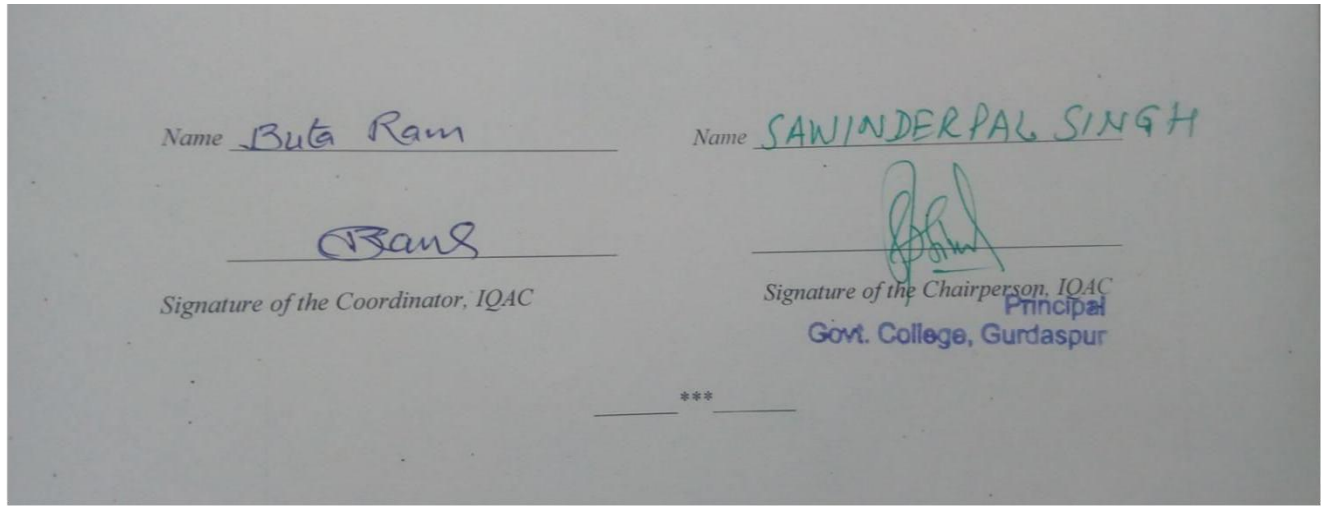 Name Buta Ram
Name SAWINDERPAL SINGH
Signature of the Coordinator, IQAC
Signature of the Chairperson, IQAC
Principal
Govt. College, Gurdaspur
***